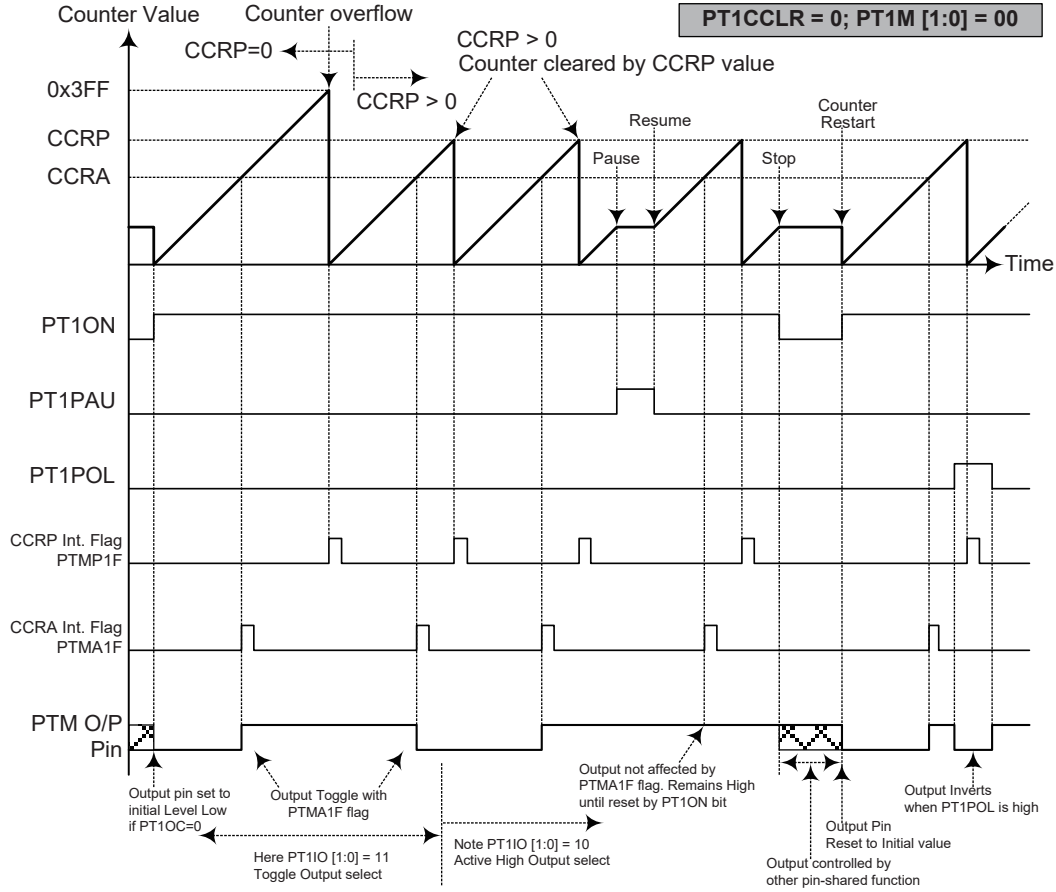 Counter Value
Counter overflow
PT1CCLR = 0; PT1M [1:0] = 00
CCRP=0
CCRP > 0
CCRP > 0
Counter cleared by CCRP value
0x3FF
CCRP
CCRA
Pause
Resume
Stop
Counter
Restart
Time
PT1ON
PT1PAU
PT1POL
CCRP Int. Flag
PTMP1F
CCRA Int. Flag
PTMA1F
PTM O/P
Pin
Output pin set to
initial Level Low
if PT1OC=0
Output Toggle with
PTMA1F flag
Output not affected by
PTMA1F flag. Remains High
until reset by PT1ON bit
Output Inverts
when PT1POL is high
Output Pin
Reset to Initial value
Here PT1IO [1:0] = 11
Toggle Output select
Note PT1IO [1:0] = 10
Active High Output select
Output controlled by
other pin-shared function